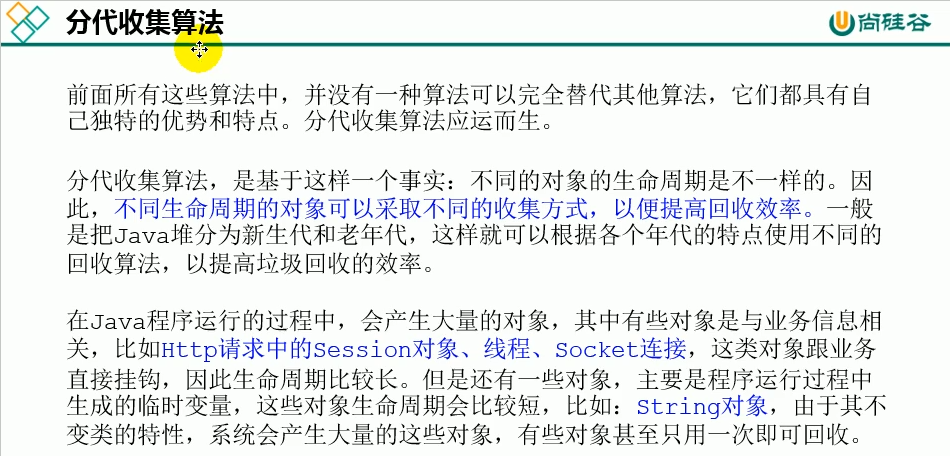 分代收集算法
尚硅谷
前面所有这些算法中，并没有一种算法可以完全替代其他算法，它们都具有自
己独特的优势和特点。分代收集算法应运而生。
分代收集算法，是基于这样一个事实：不同的对象的生命周期是不一样的。因
此，不同生命周期的对象可以采取不同的收集方式，以便提高回收效率。一般
是把Java堆分为新生代和老年代，这样就可以根据各个年代的特点使用不同的
回收算法，以提高垃圾回收的效率。
在Java程序运行的过程中，会产生大量的对象，其中有些对象是与业务信息相
关，比如Http请求中的Session对象、线程、Socket连接，这类对象跟业务
直接挂钩，因此生命周期比较长。但是还有一些对象，主要是程序运行过程中
生成的临时变量，这些对象生命周期会比较短，比如：String对象，由于其不
变类的特性，系统会产生大量的这些对象，有些对象甚至只用一次即可回收。